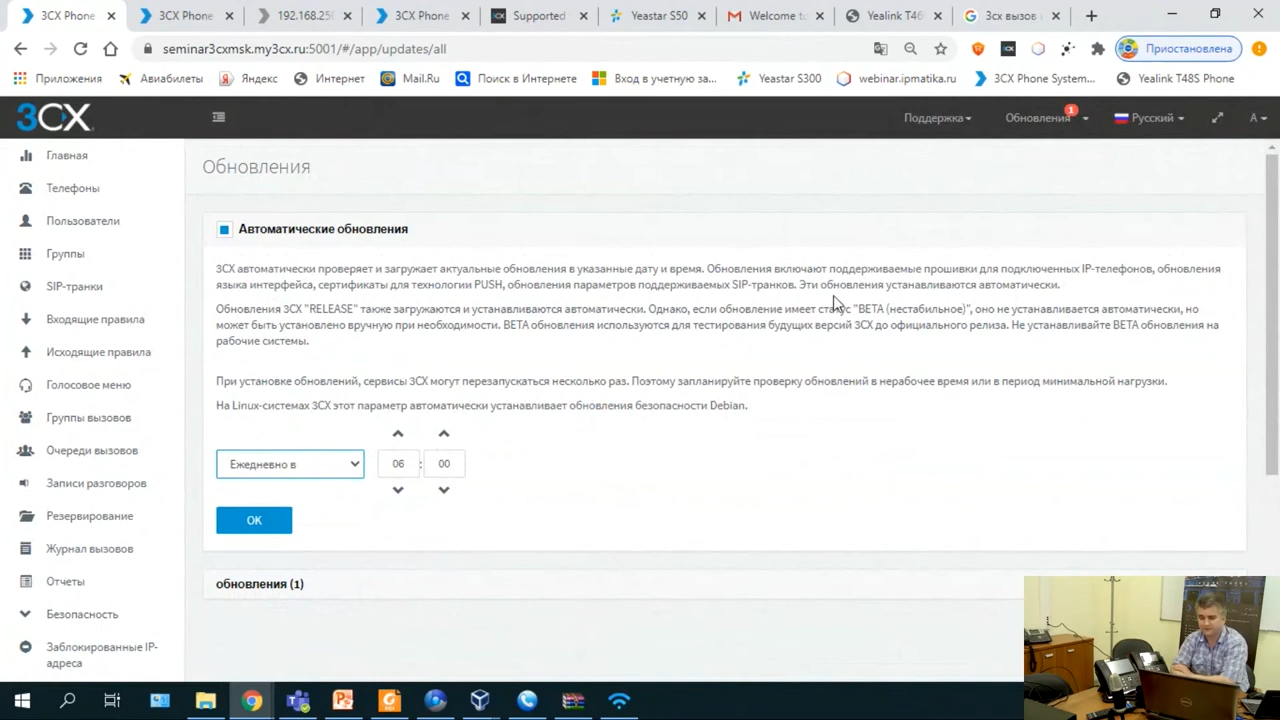 3CX Phone
3CX Phone
192.168.25
3CX Phone
Supported
Yeastar S50
Welcome to
Yealink T46
3сх вызов
seminar3cxmsk.my3cx.ru:5001/#/app/updates/all
Приостановлена
Приложения
Авиабилеты
Яндекс
Интернет
Mail.Ru
Поиск в Интернете
Вход в учетную за...
Yeastar S300
webinar.ipmatika.ru
3CX Phone System...
Yealink T48S Phone
3CX
Поддержка
Обновления
1
Русский
A
Главная
Телефоны
Пользователи
Группы
SIP-транки
Входящие правила
Исходящие правила
Голосовое меню
Группы вызовов
Очереди вызовов
Записи разговоров
Резервирование
Журнал вызовов
Отчеты
Безопасность
Заблокированные IP-
адреса
Обновления
Автоматические обновления
3CX автоматически проверяет и загружает актуальные обновления в указанные дату и время. Обновления включают поддерживаемые прошивки для подключенных IP-телефонов, обновления
языка интерфейса, сертификаты для технологии PUSH, обновления параметров поддерживаемых SIP-транков. Эти обновления устанавливаются автоматически.
Обновления 3CX "RELEASE" также загружаются и устанавливаются автоматически. Однако, если обновление имеет статус "BETA (нестабильное)", оно не устанавливается автоматически, но
может быть установлено вручную при необходимости. BETA обновления используются для тестирования будущих версий 3CX до официального релиза. Не устанавливайте BETA обновления на
рабочие системы.
При установке обновлений, сервисы 3CX могут перезапускаться несколько раз. Поэтому запланируйте проверку обновлений в нерабочее время или в период минимальной нагрузки.
На Linux-системах 3CX этот параметр автоматически устанавливает обновления безопасности Debian.
Ежедневно в
06 : 00
OK
обновления (1)